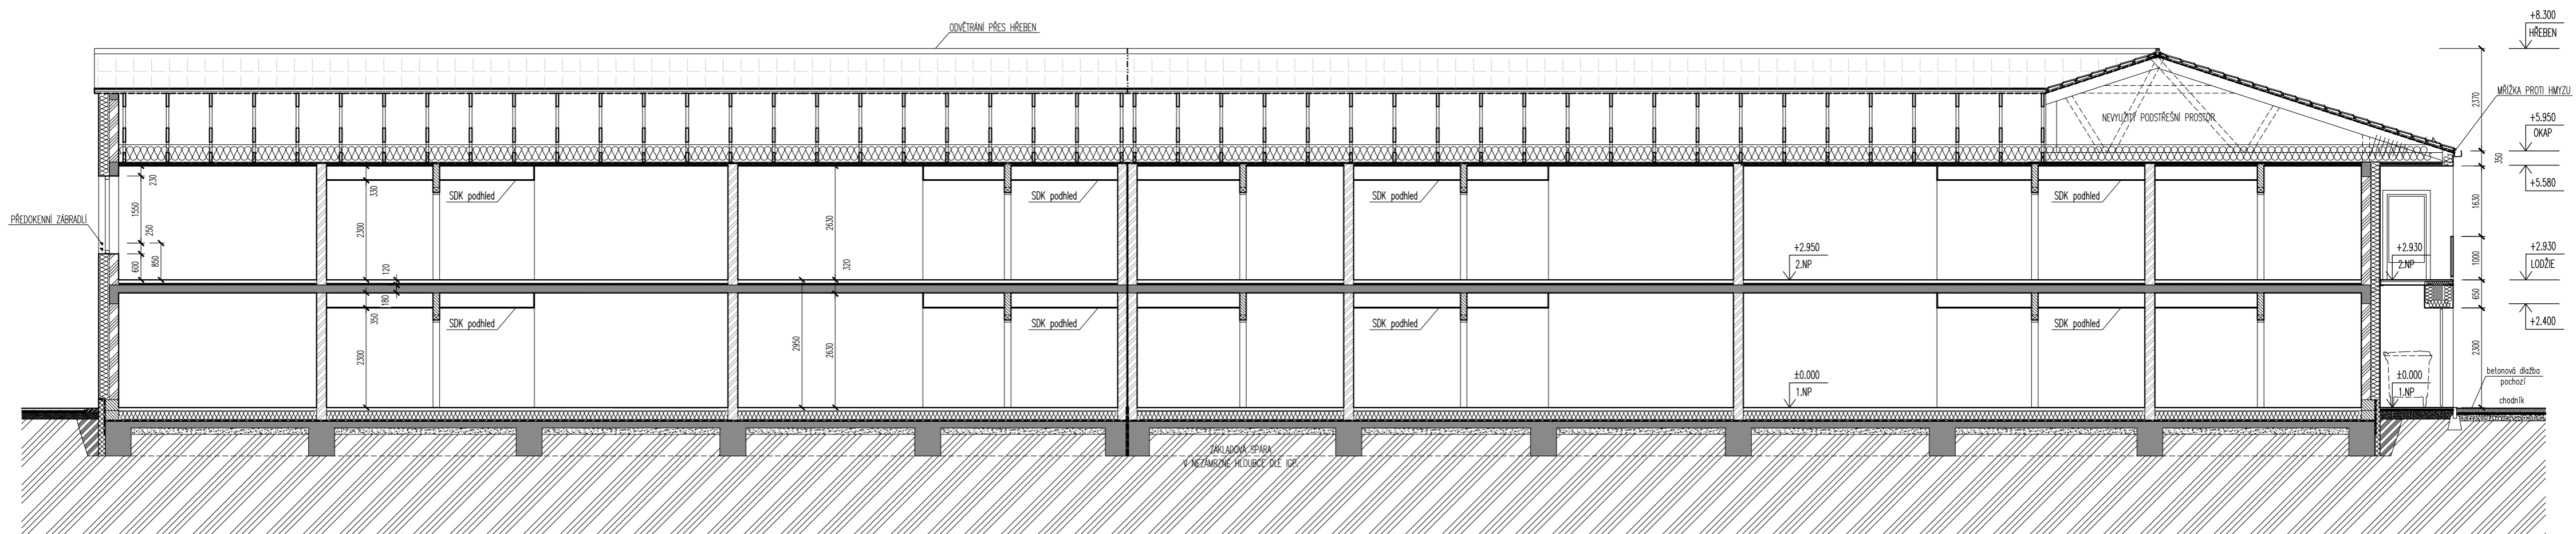 ODVĚTRÁNÍ PŘES HŘEBEN
+8.300
HŘEBEN
MŘÍŽKA PROTI HMYZU
2370
NEVYUŽITÝ PODSTŘEŠNÍ PROSTOR
+5.950
OKAP
350
+5.580
230
330
SDK podhled
SDK podhled
SDK podhled
SDK podhled
1550
1630
PŘEDOKENNÍ ZÁBRADLÍ
250
2300
2630
+2.950
2.NP
+2.930
2.NP
+2.930
LODŽIE
600
850
120
320
1000
180
650
350
SDK podhled
SDK podhled
SDK podhled
SDK podhled
+2.400
2300
2950
2630
2300
±0.000
1.NP
±0.000
1.NP
betonová dlažba
pochozí
chodník
ZÁKLADOVÁ SPÁRA
V NEZÁMRZNÉ HLOUBCE DLE IGP.